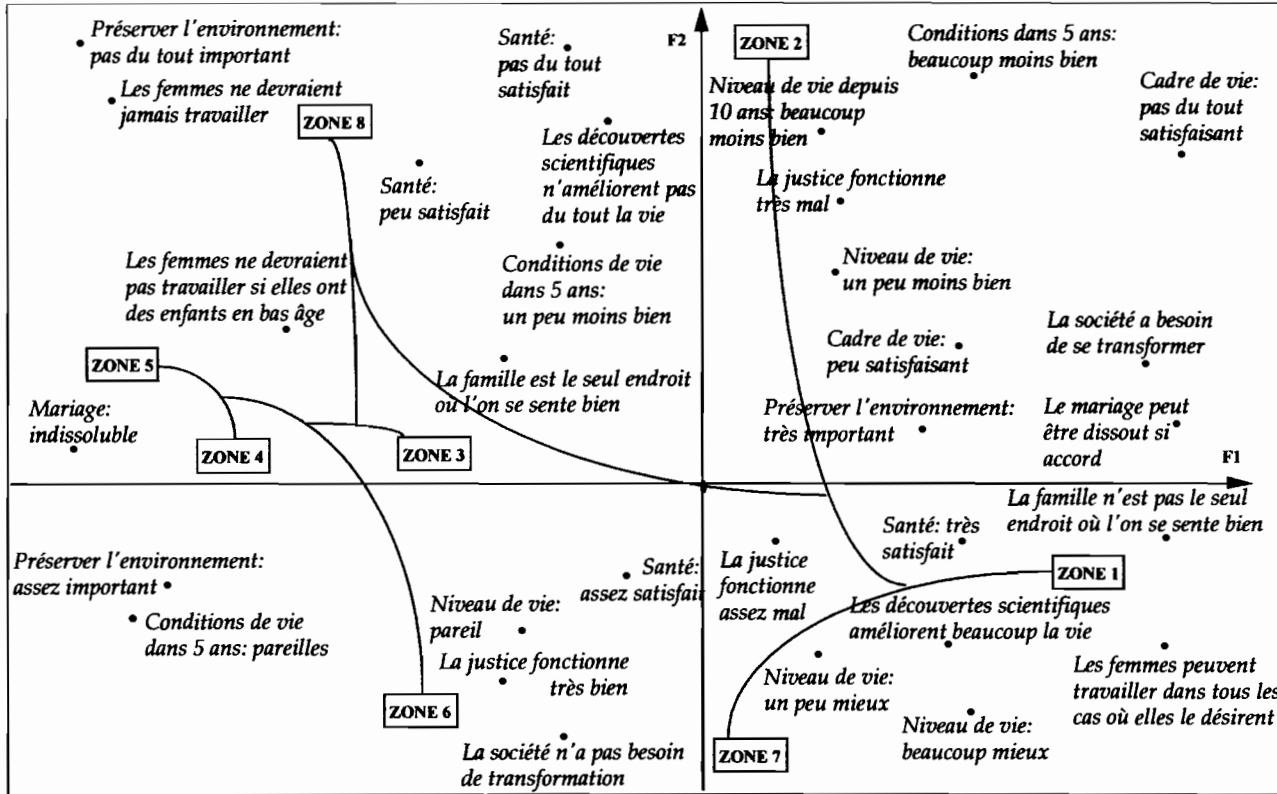 Préserver l'environnement:
pas du tout important
Les femmes ne devraient
jamais travailler
ZONE 8
Santé:
pas du tout
satisfait
Santé:
peu satisfait
Les découvertes
scientifiques
n'améliorent pas
du tout la vie
Les femmes ne devraient
pas travailler si elles ont
des enfants en bas âge
Conditions de vie
dans 5 ans:
un peu moins bien
ZONE 5
La famille est le seul endroit
où l'on se sente bien
Mariage:
indissoluble
ZONE 4
ZONE 3
F2
ZONE 2
Conditions dans 5 ans:
beaucoup moins bien
Niveau de vie depuis
10 ans: beaucoup
moins bien
Cadre de vie:
pas du tout
satisfaisant
La justice fonctionne
très mal
Niveau de vie:
un peu moins bien
Cadre de vie:
peu satisfaisant
La société a besoin
de se transformer
Préserver l'environnement:
très important
Le mariage peut
être dissout si
accord
F1
Préserver l'environnement:
assez important
Conditions de vie
dans 5 ans: pareilles
Santé:
assez satisfait
Niveau de vie:
pareil
La justice fonctionne
très bien
ZONE 6
La société n'a pas besoin
de transformation
La famille n'est pas le seul
endroit où l'on se sente bien
Santé: très
satisfait
La justice
fonctionne
assez mal
ZONE 1
Les découvertes scientifiques
améliorent beaucoup la vie
Niveau de vie:
un peu mieux
Les femmes peuvent
travailler dans tous les
cas où elles le désirent
Niveau de vie:
beaucoup mieux
ZONE 7